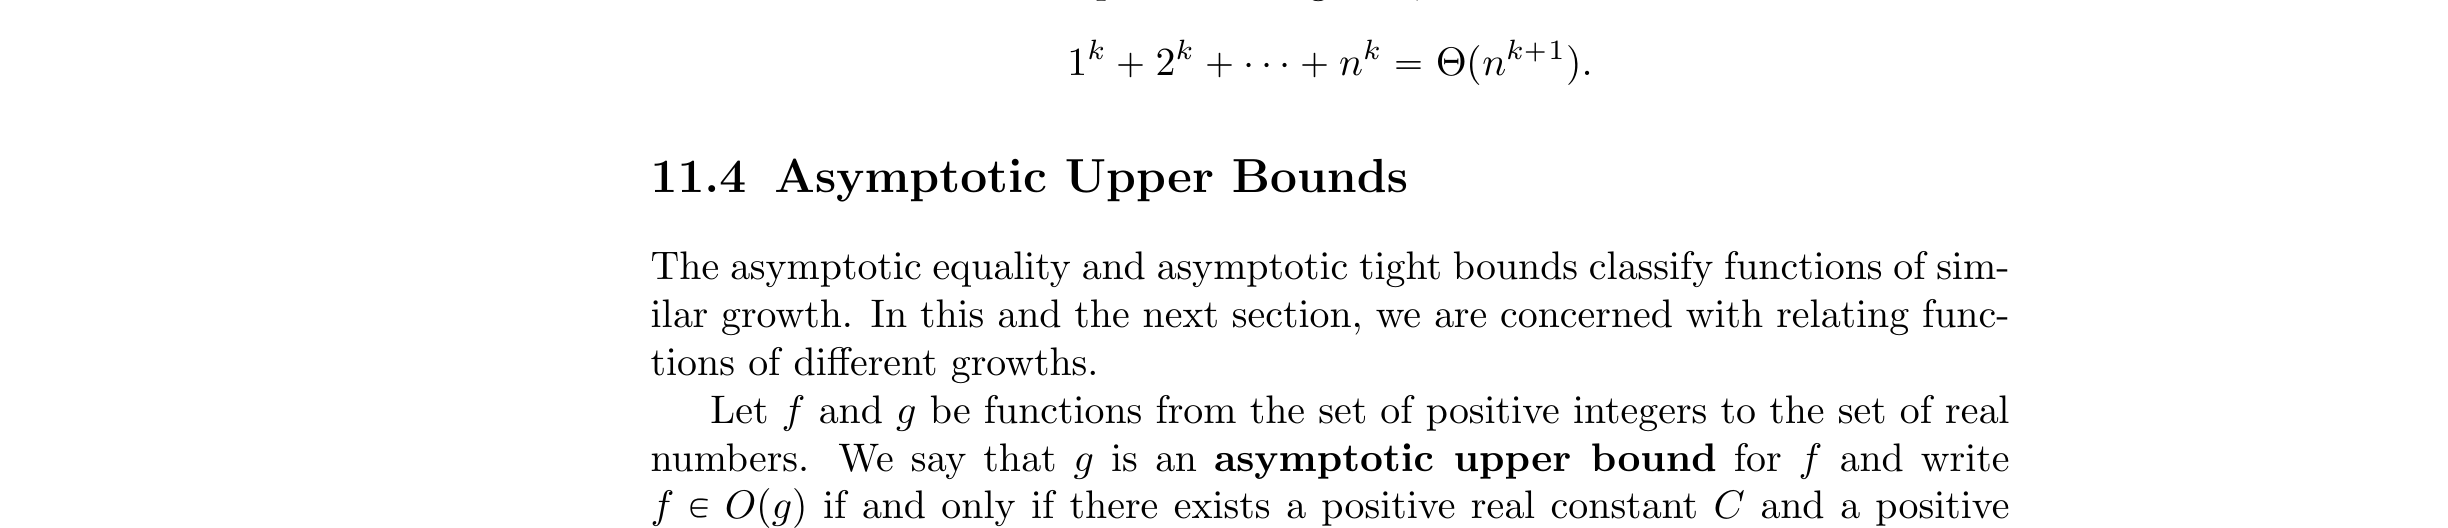 1^k + 2^k + ··· + n^k = Θ(n^{k+1}).
11.4 Asymptotic Upper Bounds
The asymptotic equality and asymptotic tight bounds classify functions of sim-
ilar growth. In this and the next section, we are concerned with relating func-
tions of different growths.
Let f and g be functions from the set of positive integers to the set of real
numbers. We say that g is an asymptotic upper bound for f and write
f ∈ O(g) if and only if there exists a positive real constant C and a positive